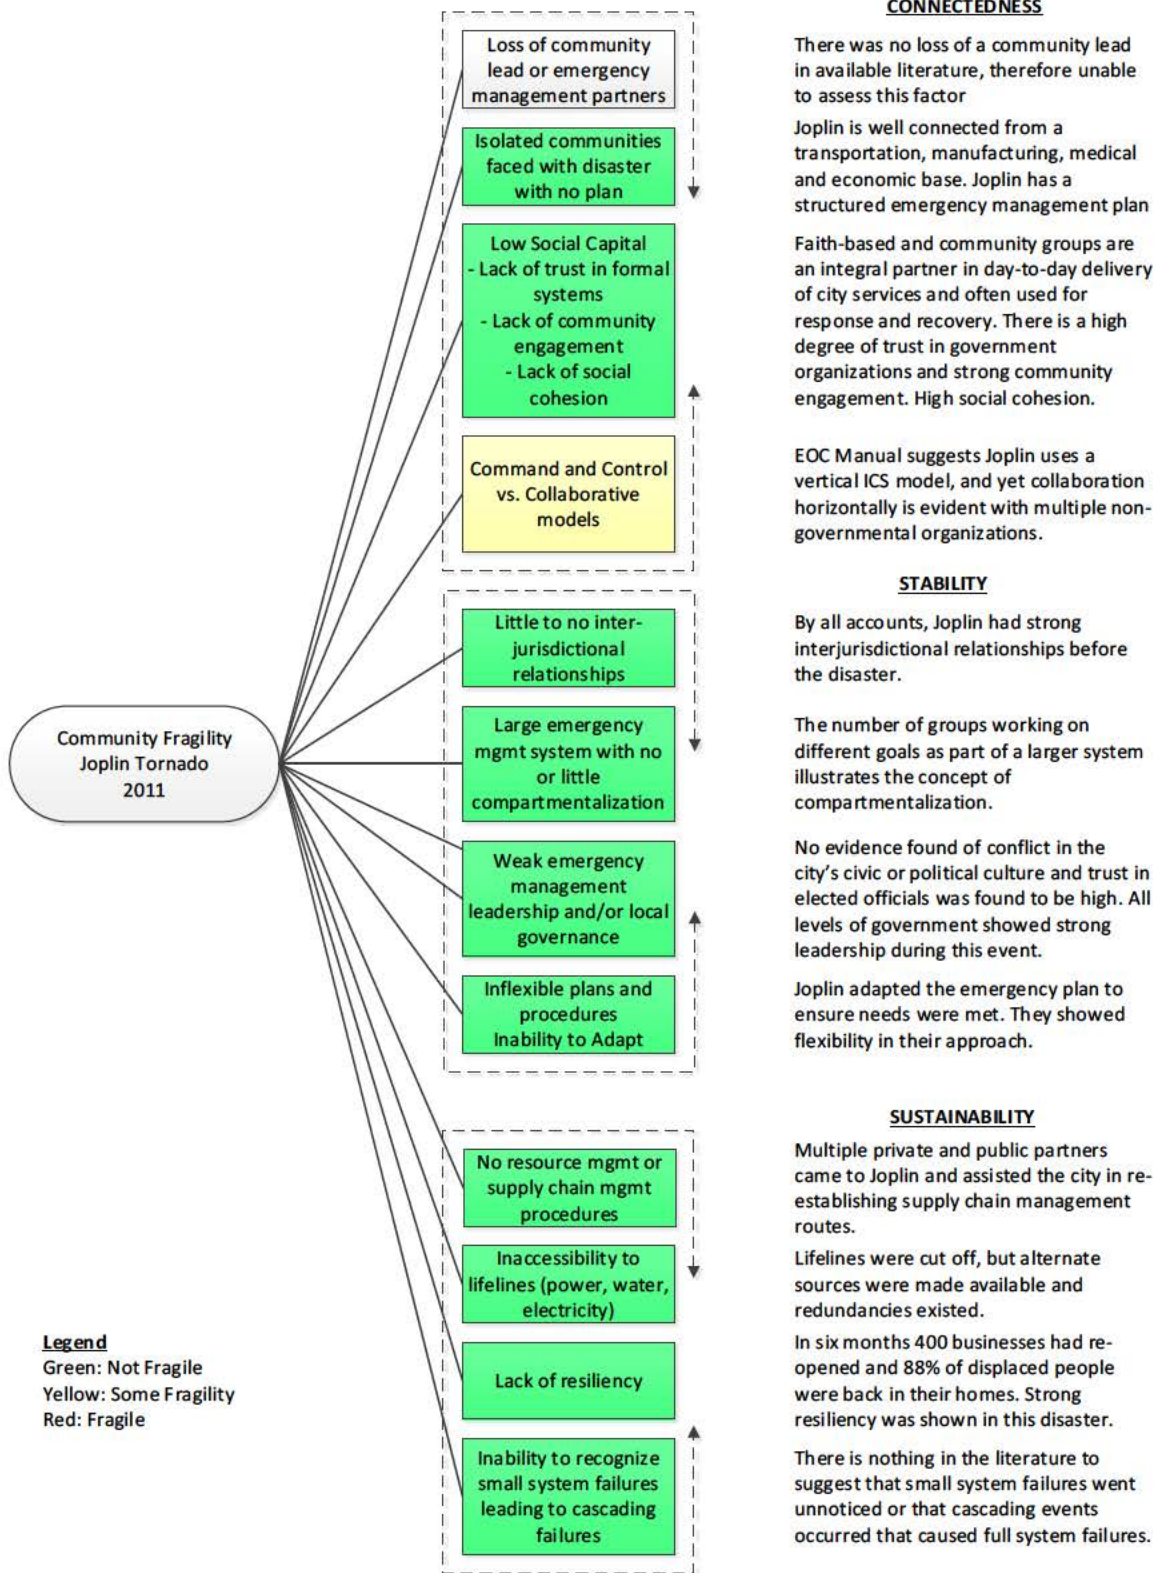 CONNECTEDNESS
Loss of community
lead or emergency
management partners
There was no loss of a community lead
in available literature, therefore unable
to assess this factor
Isolated communities
faced with disaster
with no plan
Joplin is well connected from a
transportation, manufacturing, medical
and economic base. Joplin has a
structured emergency management plan
Low Social Capital
- Lack of trust in formal
systems
- Lack of community
engagement
- Lack of social
cohesion
Faith-based and community groups are
an integral partner in day-to-day delivery
of city services and often used for
response and recovery. There is a high
degree of trust in government
organizations and strong community
engagement. High social cohesion.
Command and Control
vs. Collaborative
models
EOC Manual suggests Joplin uses a
vertical ICS model, and yet collaboration
horizontally is evident with multiple non-
governmental organizations.
STABILITY
Little to no inter-
jurisdictional
relationships
By all accounts, Joplin had strong
interjurisdictional relationships before
the disaster.
Community Fragility
Joplin Tornado
2011
Large emergency
mgmt system with no
or little
compartmentalization
The number of groups working on
different goals as part of a larger system
illustrates the concept of
compartmentalization.
Weak emergency
management
leadership and/or local
governance
No evidence found of conflict in the
city's civic or political culture and trust in
elected officials was found to be high. All
levels of government showed strong
leadership during this event.
Inflexible plans and
procedures
Inability to Adapt
Joplin adapted the emergency plan to
ensure needs were met. They showed
flexibility in their approach.
SUSTAINABILITY
No resource mgmt or
supply chain mgmt
procedures
Multiple private and public partners
came to Joplin and assisted the city in re-
establishing supply chain management
routes.
Inaccessibility to
lifelines (power, water,
electricity)
Lifelines were cut off, but alternate
sources were made available and
redundancies existed.
Lack of resiliency
In six months 400 businesses had re-
opened and 88% of displaced people
were back in their homes. Strong
resiliency was shown in this disaster.
Inability to recognize
small system failures
leading to cascading
failures
There is nothing in the literature to
suggest that small system failures went
unnoticed or that cascading events
occurred that caused full system failures.
Legend
Green: Not Fragile
Yellow: Some Fragility
Red: Fragile